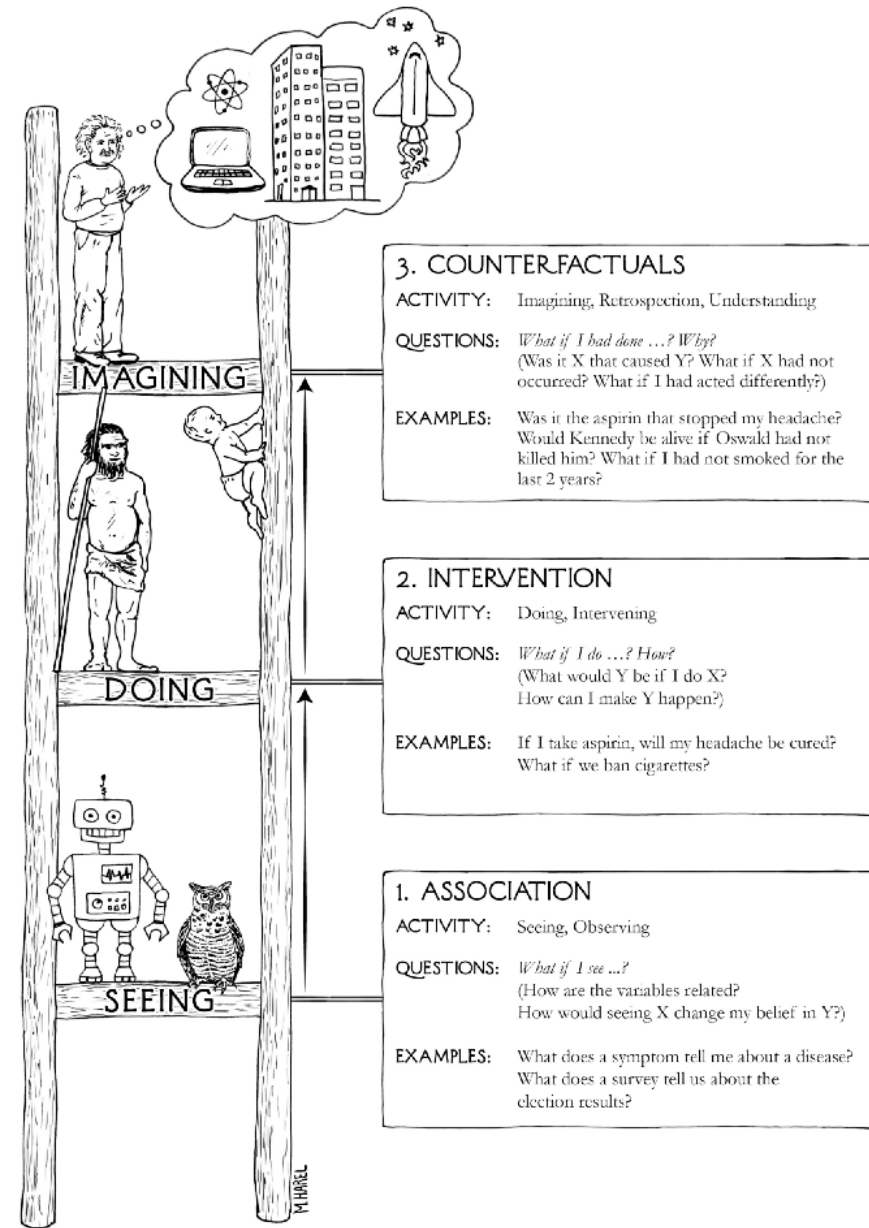 3. COUNTERFACTUALS
ACTIVITY: Imagining, Retrospection, Understanding
QUESTIONS: What if I had done …? Why?
(Was it X that caused Y? What if X had not
occurred? What if I had acted differently?)
EXAMPLES: Was it the aspirin that stopped my headache?
Would Kennedy be alive if Oswald had not
killed him? What if I had not smoked for the
last 2 years?
IMAGINING
2. INTERVENTION
ACTIVITY: Doing, Intervening
QUESTIONS: What if I do …? How?
(What would Y be if I do X?
How can I make Y happen?)
EXAMPLES: If I take aspirin, will my headache be cured?
What if we ban cigarettes?
DOING
1. ASSOCIATION
ACTIVITY: Seeing, Observing
QUESTIONS: What if I see ...?
(How are the variables related?
How would seeing X change my belief in Y?)
EXAMPLES: What does a symptom tell me about a disease?
What does a survey tell us about the
election results?
SEEING
M.HAREL